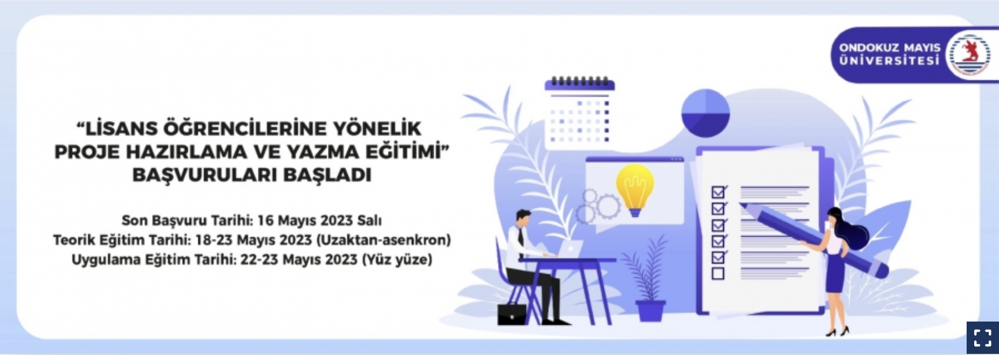 ONDOKUZ MAYIS
ÜNİVERSİTESİ
“LİSANS ÖĞRENCİLERİNE YÖNELİK
PROJE HAZIRLAMA VE YAZMA EĞİTİMİ”
BAŞVURULARI BAŞLADI
Son Başvuru Tarihi: 16 Mayıs 2023 Salı
Teorik Eğitim Tarihi: 18-23 Mayıs 2023 (Uzaktan-asenkron)
Uygulama Eğitim Tarihi: 22-23 Mayıs 2023 (Yüz yüze)